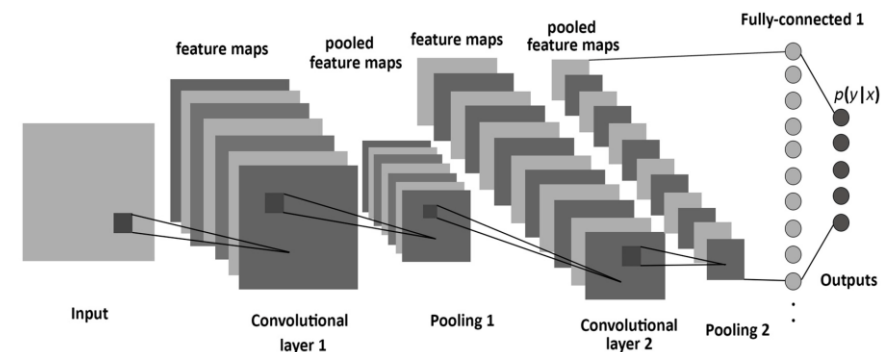 Fully-connected 1
feature maps
pooled
feature maps
feature maps
pooled
feature maps
p(y|x)
Input
Convolutional
layer 1
Pooling 1
Convolutional
layer 2
Pooling 2
Outputs